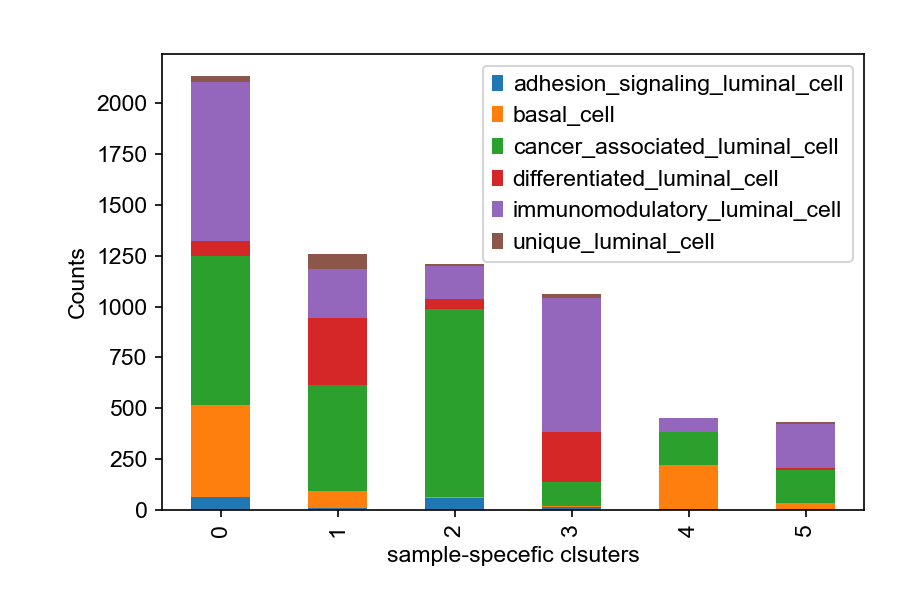 2000
1750
1500
1250
1000
750
500
250
0
Counts
adhesion_signaling_luminal_cell
basal_cell
cancer_associated_luminal_cell
differentiated_luminal_cell
immunomodulatory_luminal_cell
unique_luminal_cell
0 1 2 3 4 5
sample-specefic clsuters